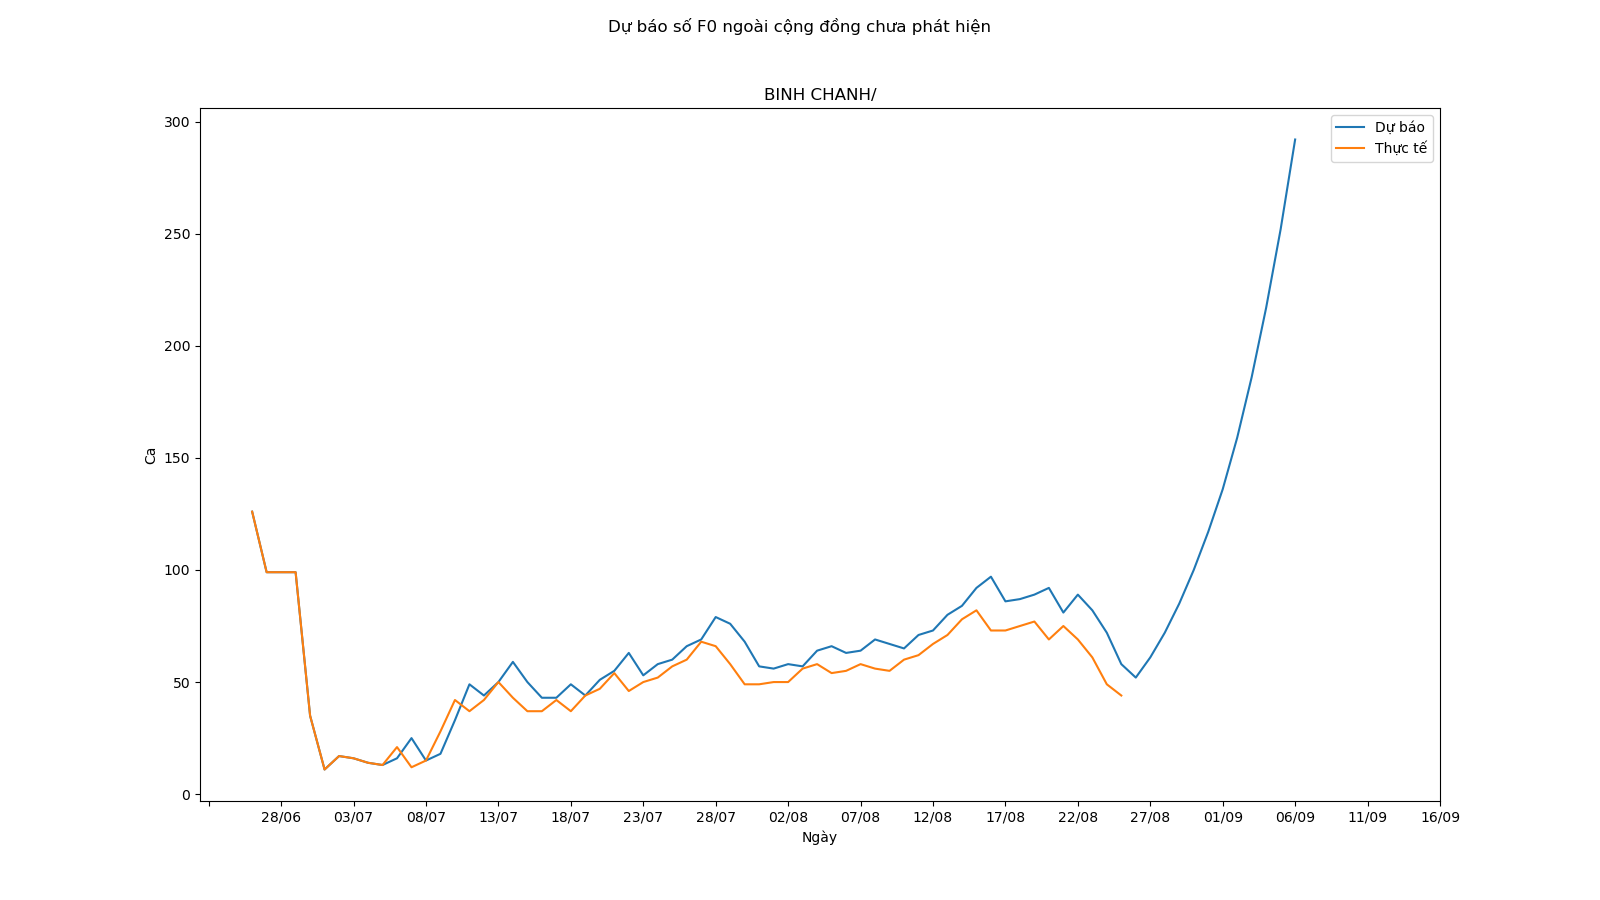 Dự báo số F0 ngoài cộng đồng chưa phát hiện
BINH CHANH/
Dự báo
Thực tế
300
250
200
150
100
50
0
Ca
28/06 03/07 08/07 13/07 18/07 23/07 28/07 02/08 07/08 12/08 17/08 22/08 27/08 01/09 06/09 11/09 16/09
Ngày